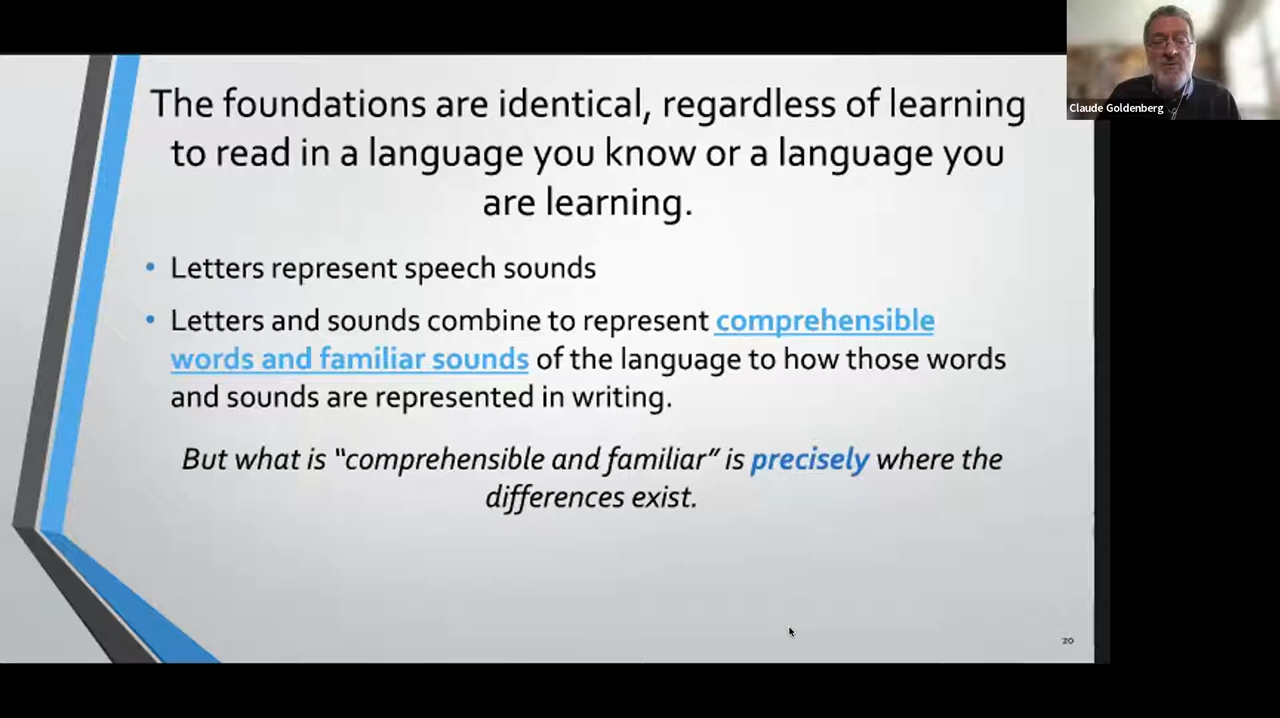 Claude Goldenberg
The foundations are identical, regardless of learning
to read in a language you know or a language you
are learning.
• Letters represent speech sounds
• Letters and sounds combine to represent comprehensible
words and familiar sounds of the language to how those words
and sounds are represented in writing.
But what is “comprehensible and familiar” is precisely where the
differences exist.
20